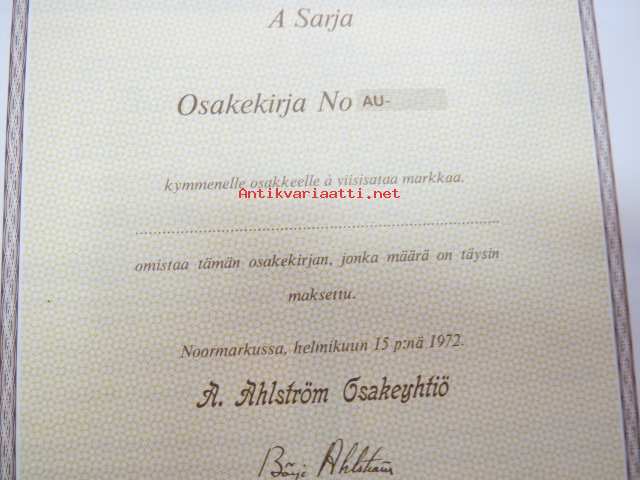 A Sarja
Osakekirja No AU-
kymmenelle osakkeelle à viisisataa markkaa.
Antikvariaatti.net
omistaa tämän osakekirjan, jonka määrä on täysin
maksettu.
Noormarkussa, helmikuun 15 p:nä 1972.
A. Ahlström Osakeyhtiö
Börje Ahlström